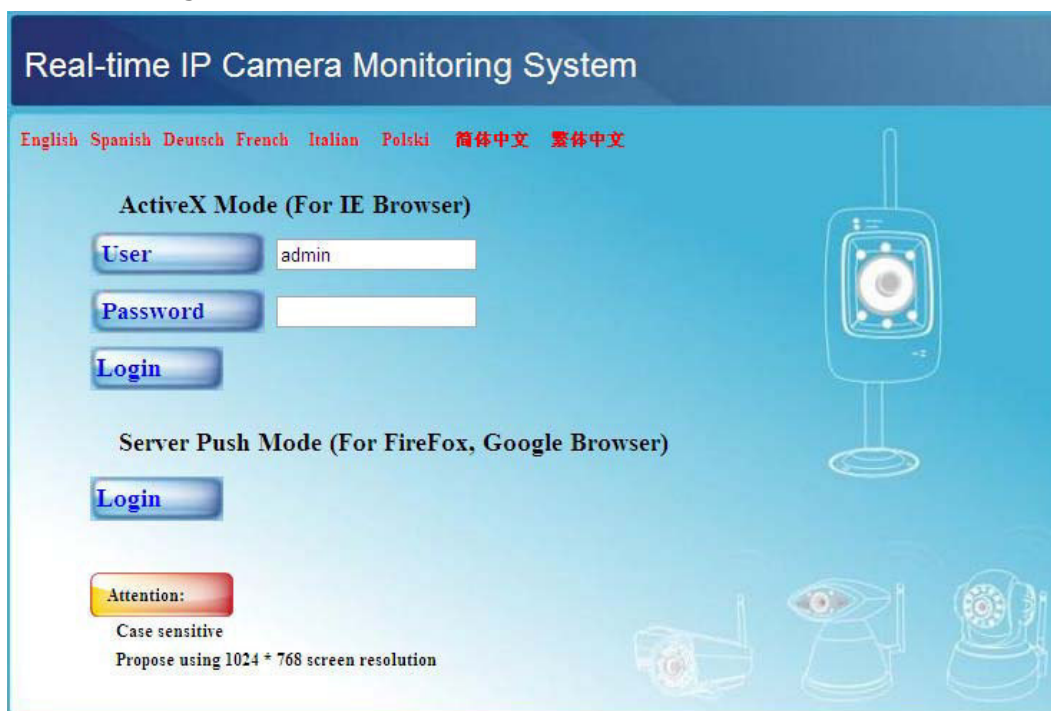 Real-time IP Camera Monitoring System
English Spanish Deutsch French Italian Polski 简体中文 繁体中文
ActiveX Mode (For IE Browser)
User admin
Password
Login
Server Push Mode (For FireFox, Google Browser)
Login
Attention:
Case sensitive
Propose using 1024 * 768 screen resolution